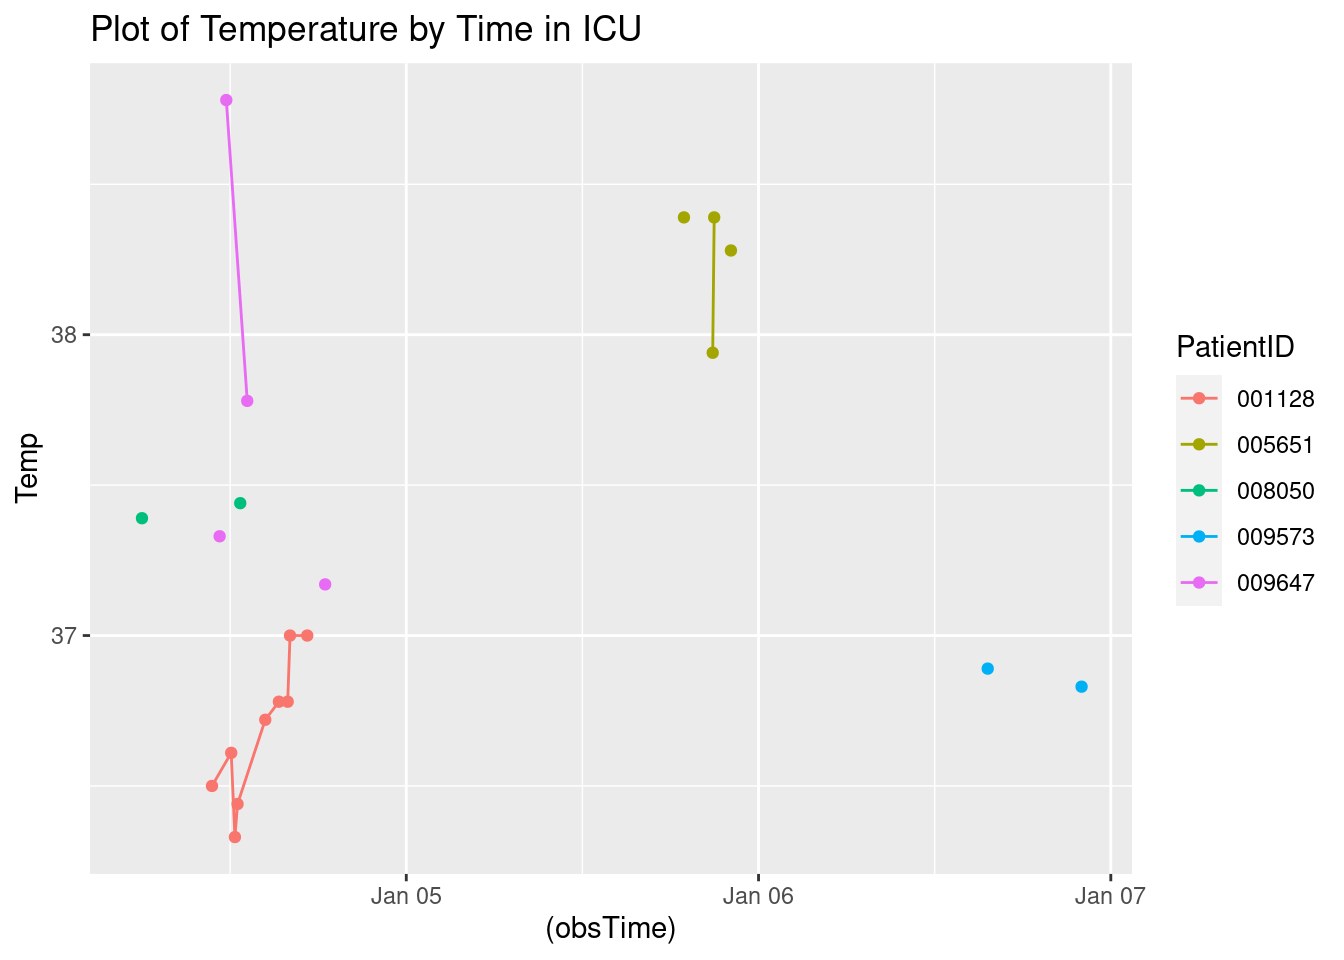 Plot of Temperature by Time in ICU
Temp
38
37
Jan 05
Jan 06
Jan 07
(obsTime)
PatientID
001128
005651
008050
009573
009647